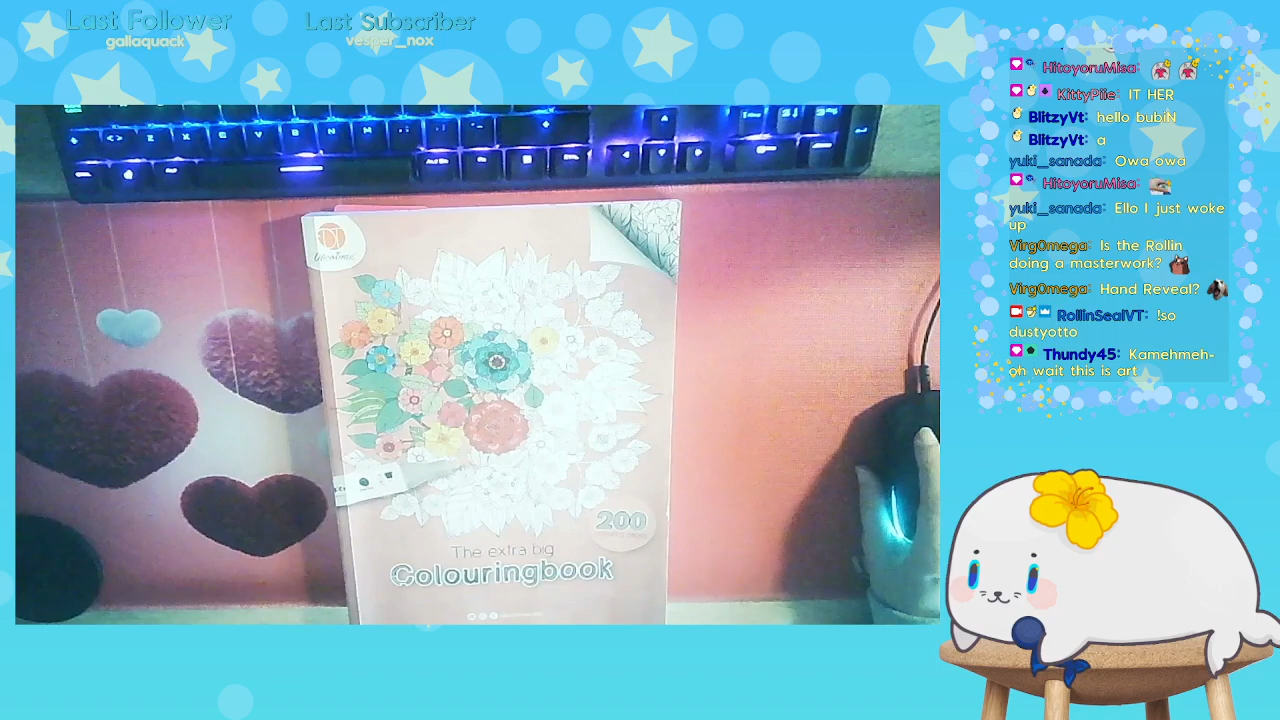 Last Follower
gallaquack
Last Subscriber
vesper_nox
HitoyoruMisa:
KittyPlie: IT HER
BlitzyVt: hello bubiN
BlitzyVt: a
yuki_sanada: Owa owa
HitoyoruMisa:
yuki_sanada: Ello I just woke
up
Virg0mega: Is the Rollin
doing a masterwork?
Virg0mega: Hand Reveal?
RollinSealVT: !so
dustyotto
Thundy45: Kamehmeh-
oh wait this is art
200
The extra big
Colouringbook